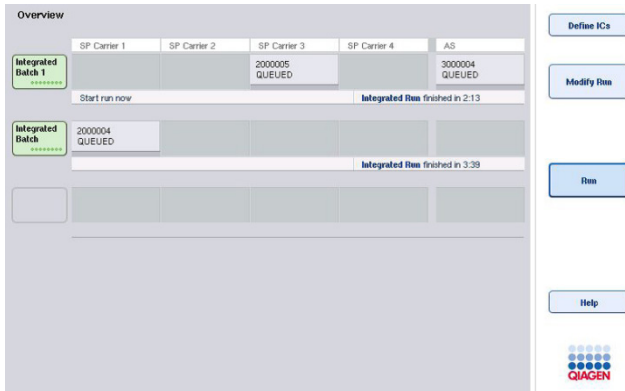 Overview
Define ICs
SP Carrier 1 SP Carrier 2 SP Carrier 3 SP Carrier 4 AS
Integrated
Batch 1
2000005
QUEUED
3000004
QUEUED
Modify Run
Start run now Integrated Run finished in 2:13
Integrated
Batch
2000004
QUEUED
Integrated Run finished in 3:39
Run
Help
QIAGEN